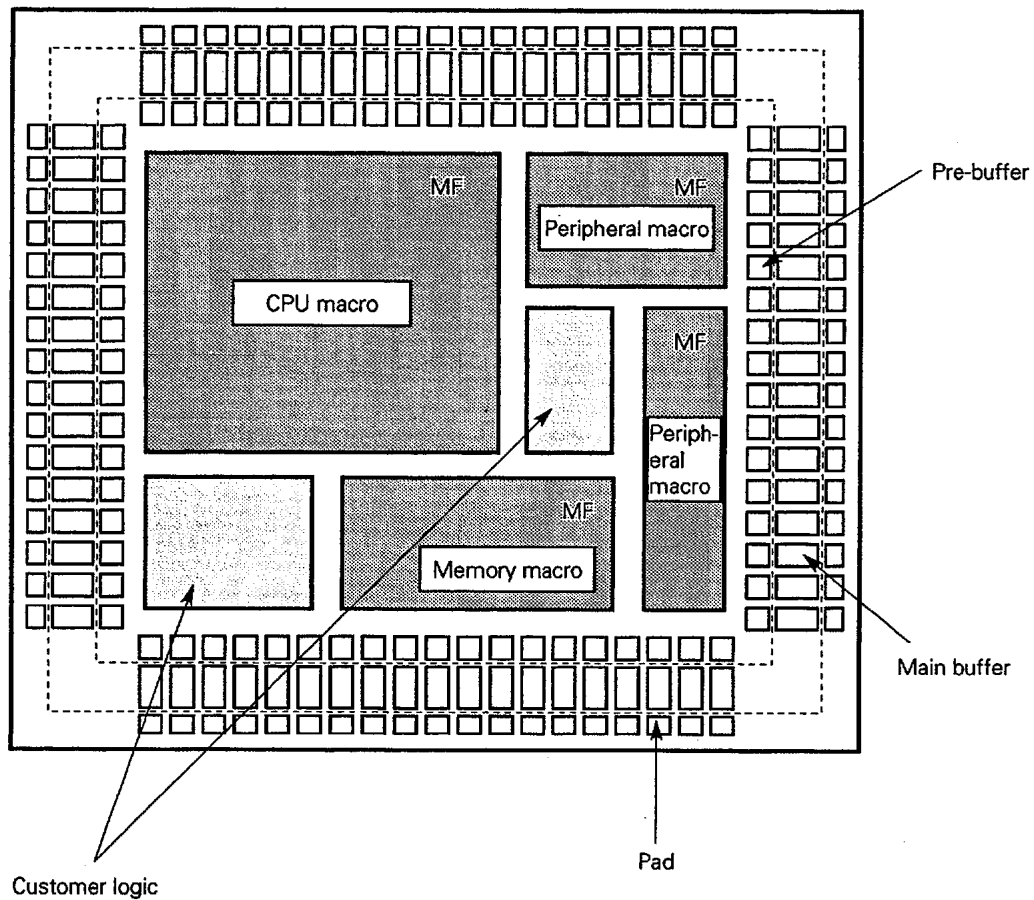 MF
MF
Pre-buffer
Peripheral macro
CPU macro
MF
Periph-
eral
macro
MF
Memory macro
Main buffer
Pad
Customer logic